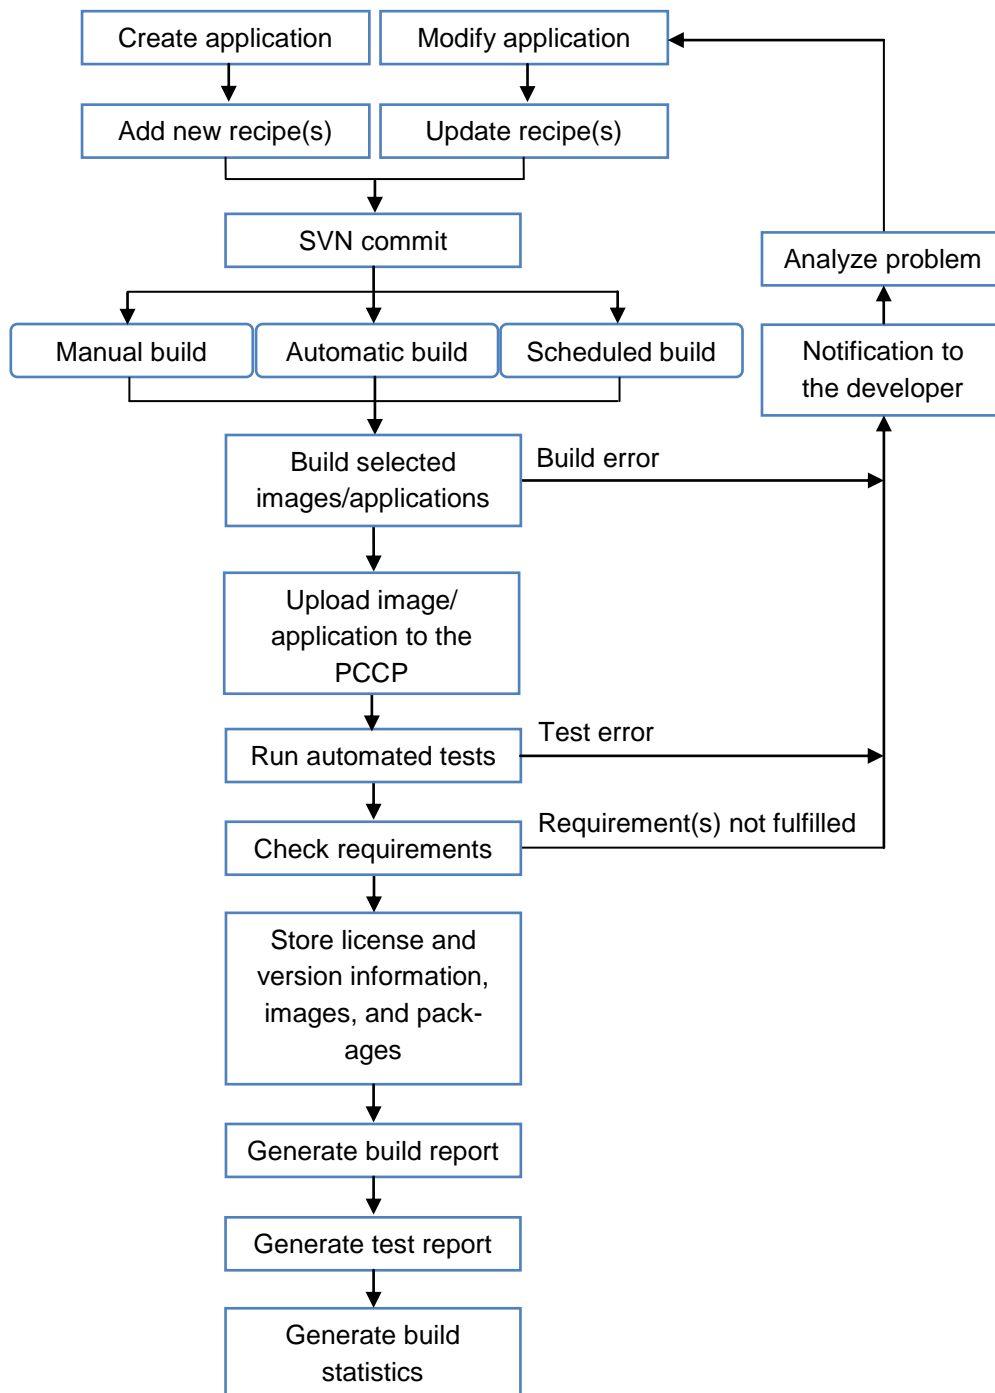 Create application
Modify application
Add new recipe(s)
Update recipe(s)
SVN commit
Analyze problem
Manual build
Automatic build
Scheduled build
Notification to
the developer
Build selected
images/applications
Build error
Upload image/
application to the
PCCP
Run automated tests
Test error
Check requirements
Requirement(s) not fulfilled
Store license and
version information,
images, and pack-
ages
Generate build report
Generate test report
Generate build
statistics